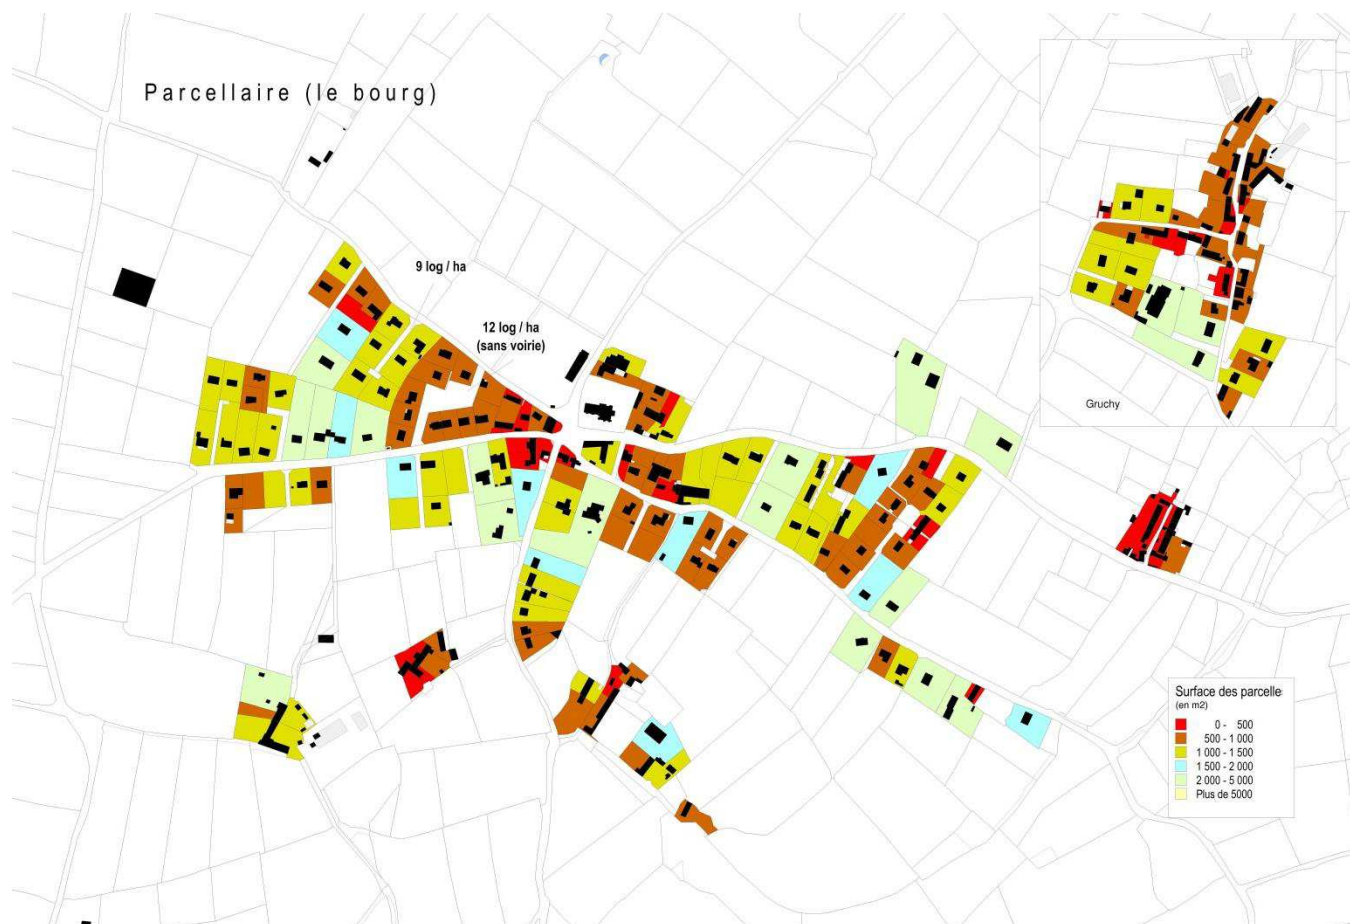 Parcellaire (le bourg)
9 log / ha
12 log / ha
(sans voirie)
Gruchy
Surface des parcelle
(en m2)
0 - 500
500 - 1 000
1 000 - 1 500
1 500 - 2 000
2 000 - 5 000
Plus de 5000